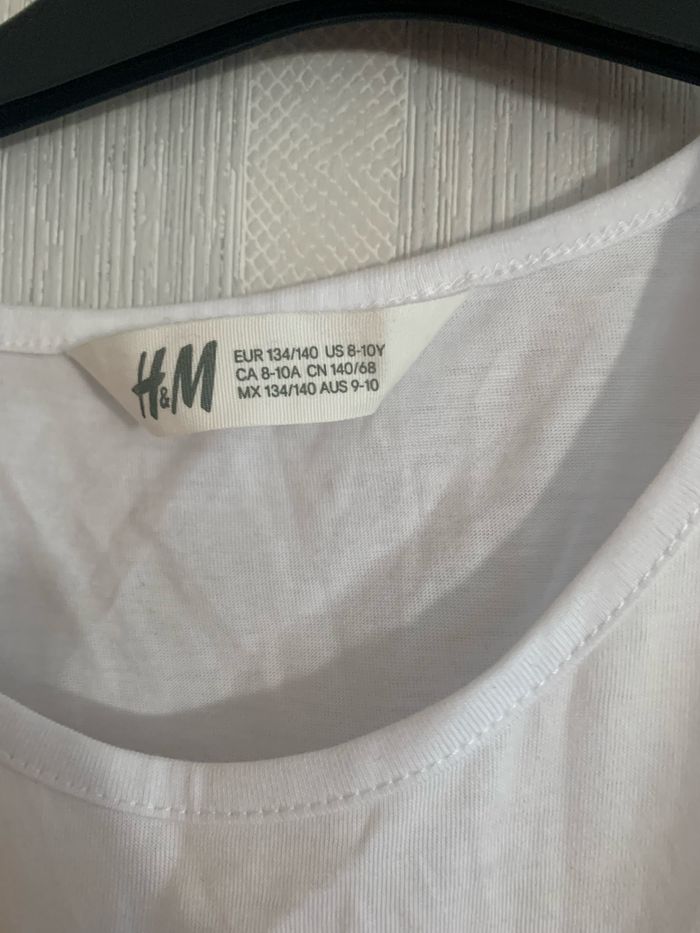 H&M
EUR 134/140 US 8-10Y
CA 8-10A CN 140/68
MX 134/140 AUS 9-10